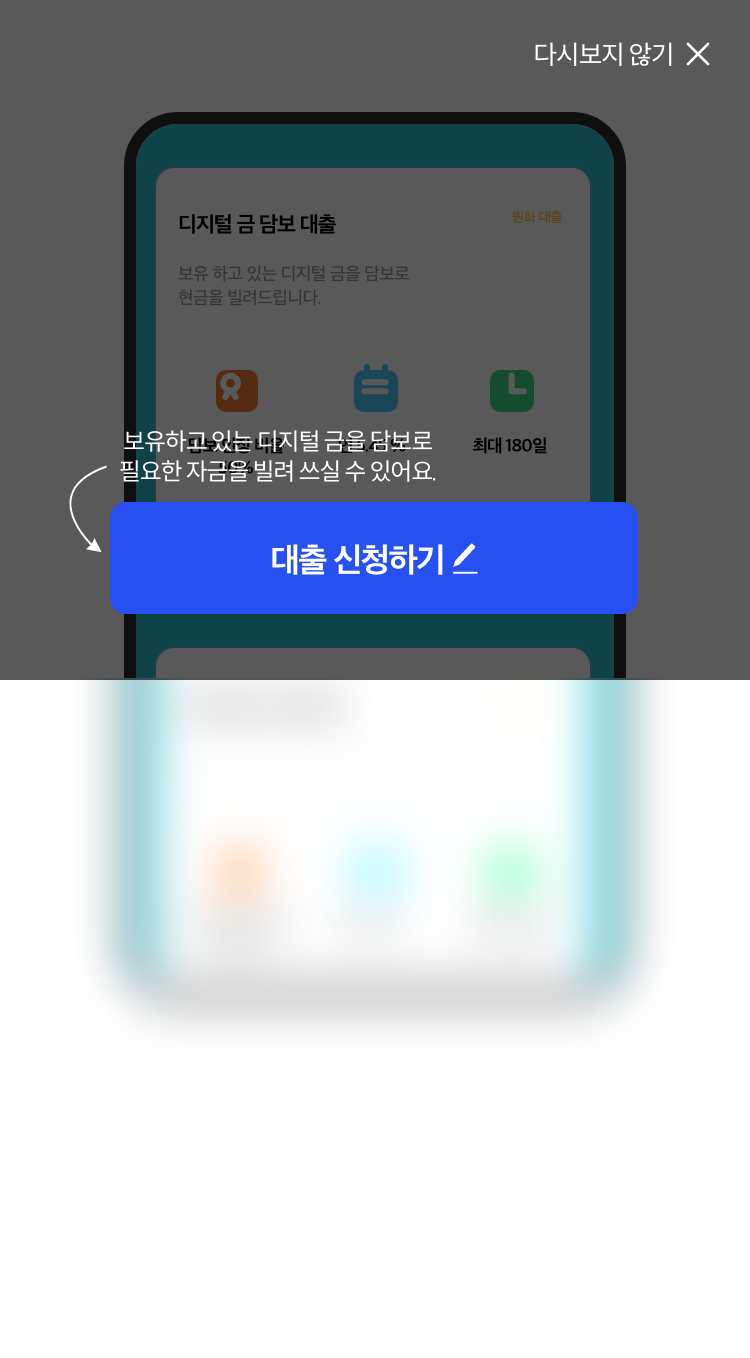 다시보지 않기
디지털 금 담보 대출
원화 대출
보유 하고 있는 디지털 금을 담보로
현금을 빌려드립니다.
최대 180일
보유하고 있는 디지털 금을 담보로
필요한 자금을 빌려 쓰실 수 있어요.
대출 신청하기